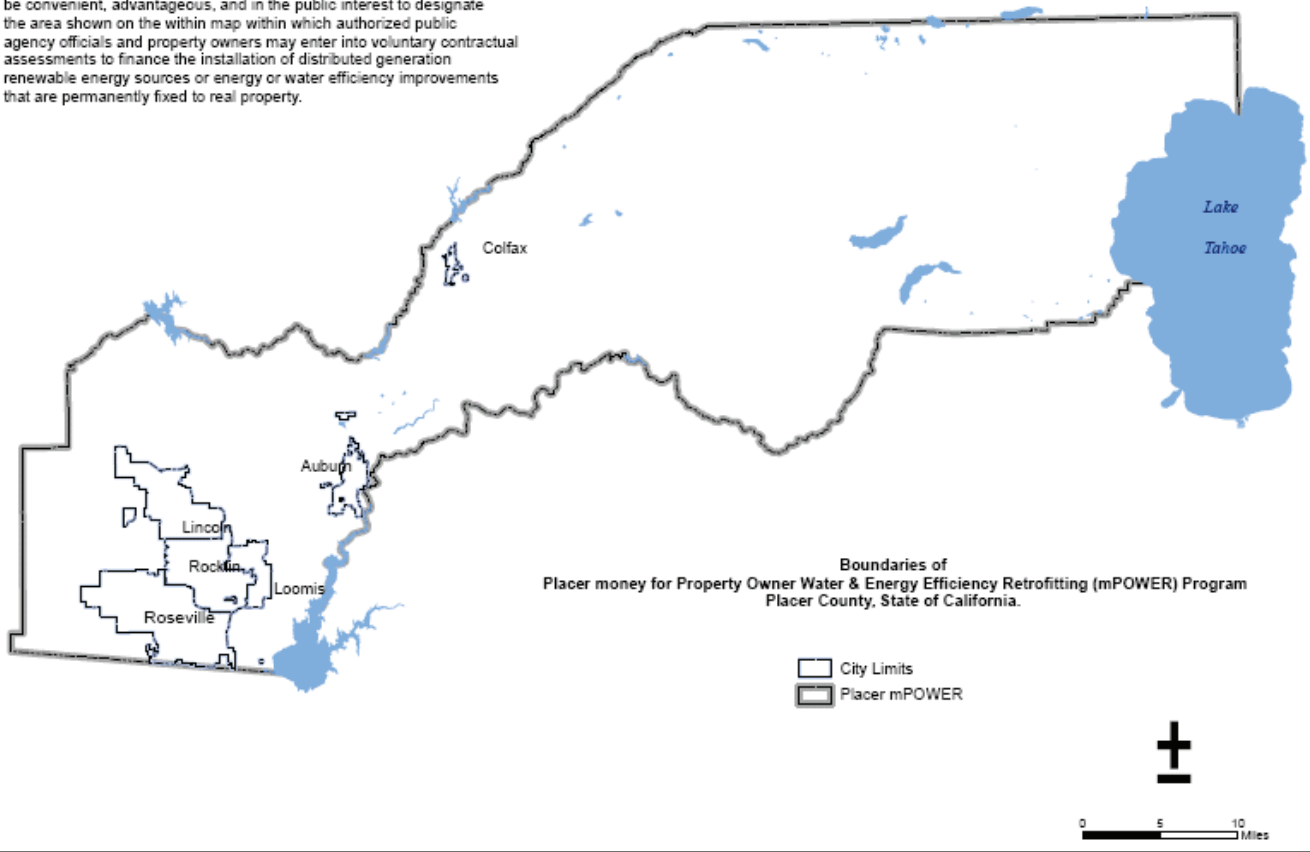 be convenient, advantageous, and in the public interest to designate
the area shown on the within map within which authorized public
agency officials and property owners may enter into voluntary contractual
assessments to finance the installation of distributed generation
renewable energy sources or energy or water efficiency improvements
that are permanently fixed to real property.
Lake
Tahoe
Colfax
Auburn
Lincoln
Rocklin
Loomis
Roseville
Boundaries of
Placer money for Property Owner Water & Energy Efficiency Retrofitting (mPOWER) Program
Placer County, State of California.
City Limits
Placer mPOWER
0 5 10
Miles